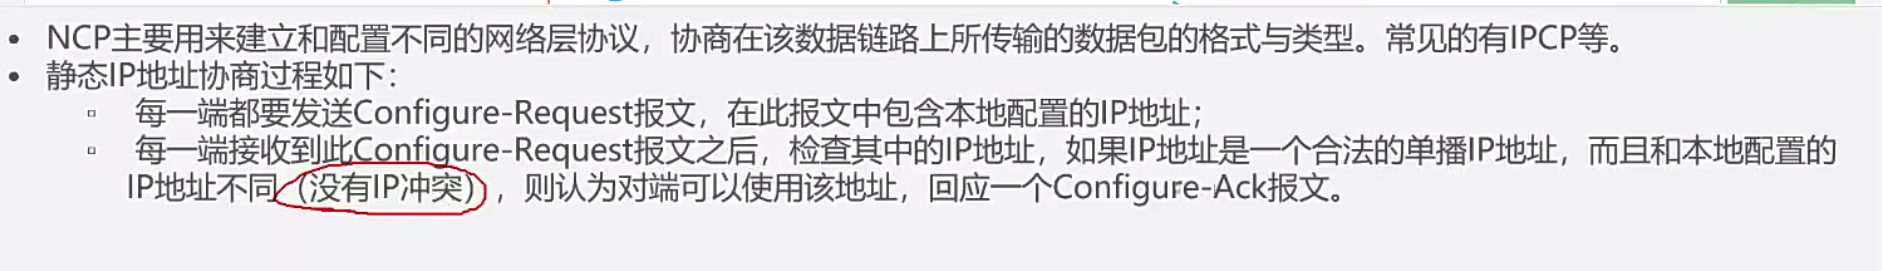 • NCP主要用来建立和配置不同的网络层协议，协商在该数据链路上所传输的数据包的格式与类型。常见的有IPCP等。
• 静态IP地址协商过程如下：
▫ 每一端都要发送Configure-Request报文，在此报文中包含本地配置的IP地址；
▫ 每一端接收到此Configure-Request报文之后，检查其中的IP地址，如果IP地址是一个合法的单播IP地址，而且和本地配置的
IP地址不同（没有IP冲突），则认为对端可以使用该地址，回应一个Configure-Ack报文。